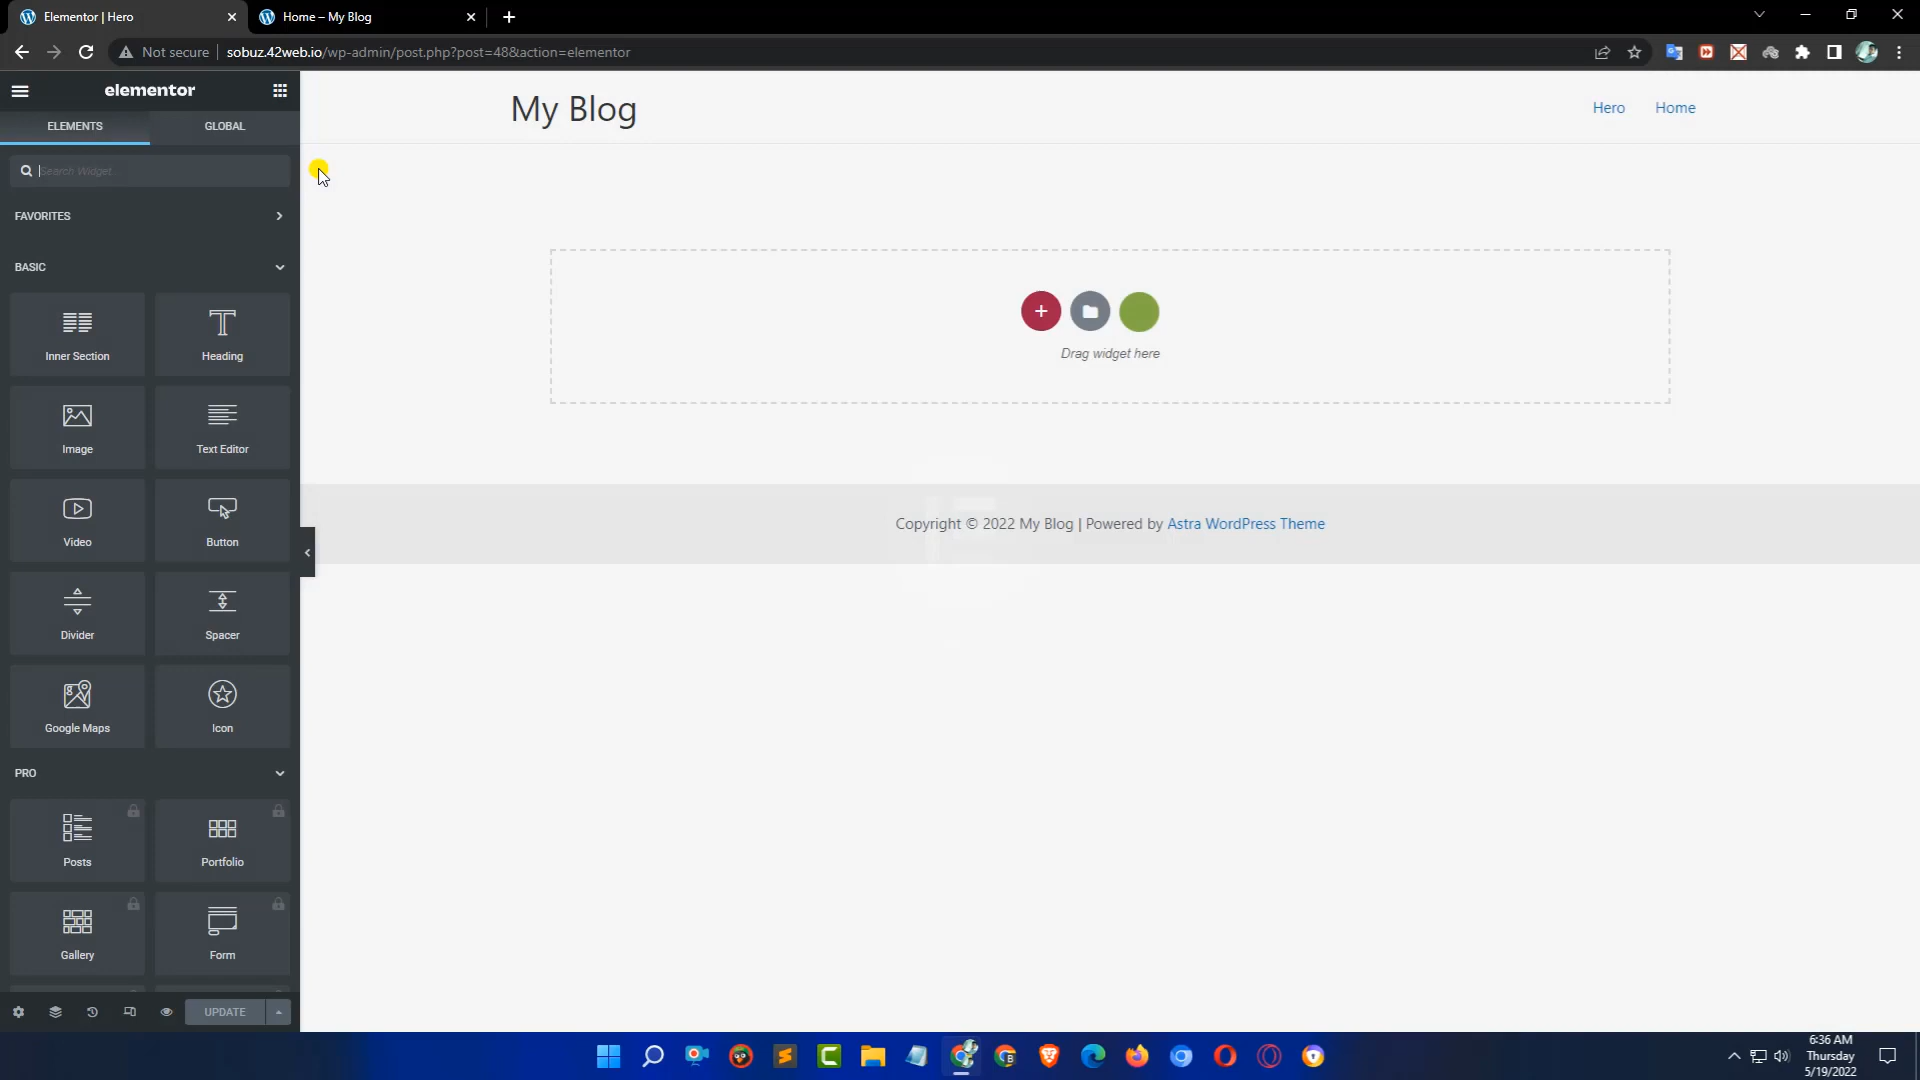 Elementor | Hero
Home – My Blog
Not secure
sobuz.42web.io/wp-admin/post.php?post=48&action=elementor
elementor
ELEMENTS
GLOBAL
Search Widget...
FAVORITES
BASIC
Inner Section
Heading
Image
Text Editor
Video
Button
Divider
Spacer
Google Maps
Icon
PRO
Posts
Portfolio
Gallery
Form
UPDATE
My Blog
Hero
Home
Drag widget here
Copyright © 2022 My Blog | Powered by Astra WordPress Theme
6:36 AM
Thursday
5/19/2022